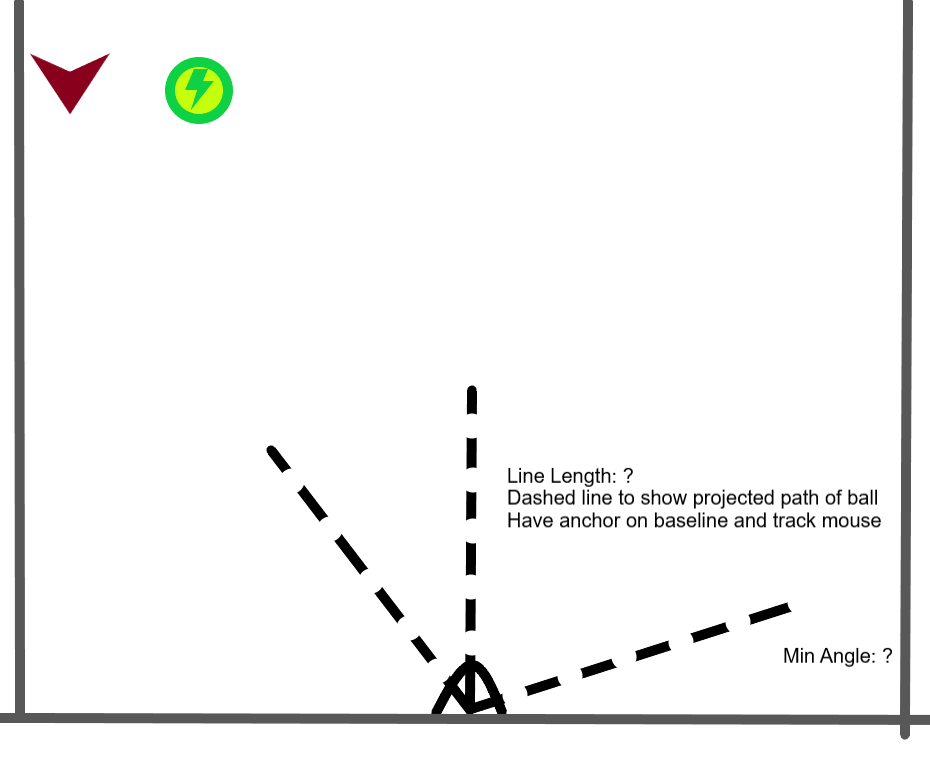 Line Length: ?
Dashed line to show projected path of ball
Have anchor on baseline and track mouse
Min Angle: ?